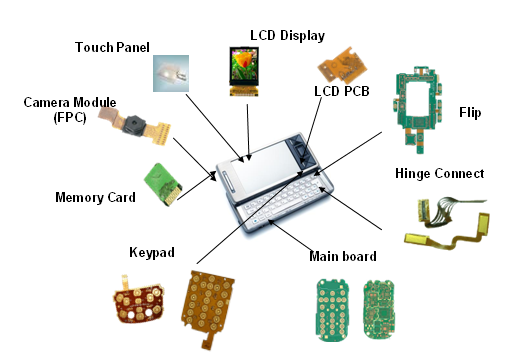 LCD Display
Touch Panel
LCD PCB
Camera Module
(FPC)
Flip
Hinge Connect
Memory Card
Keypad
Main board